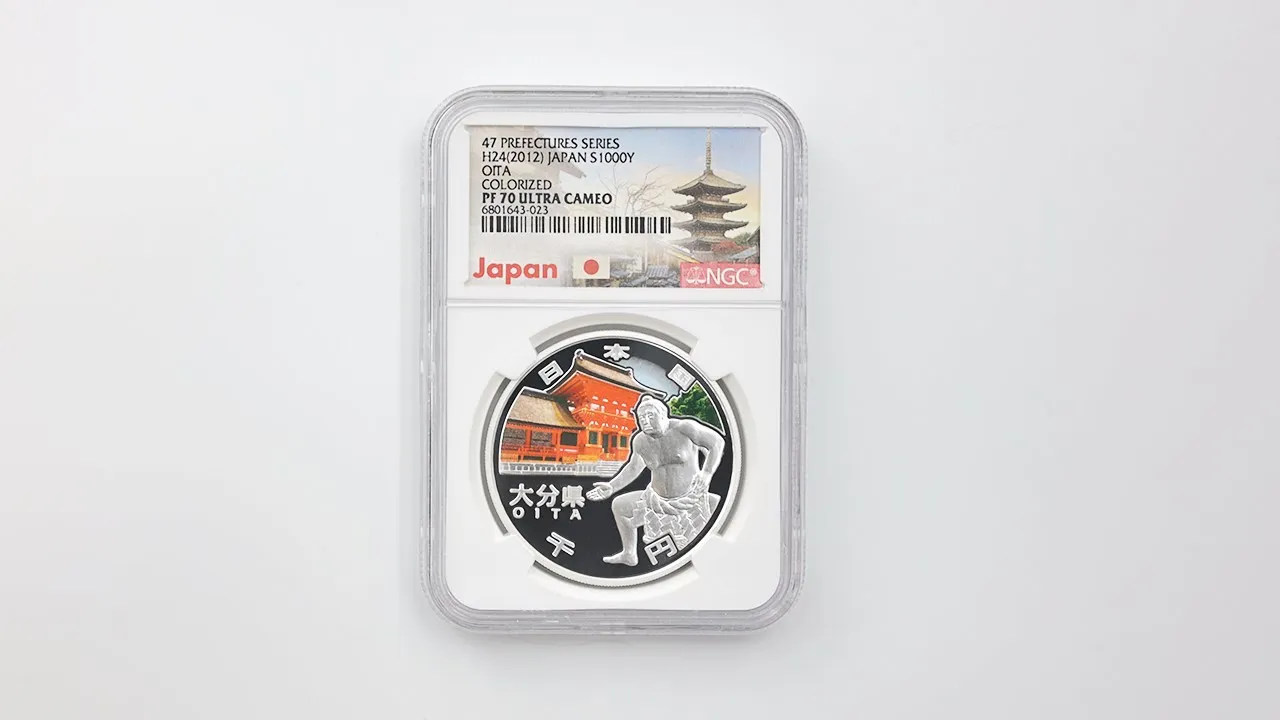 47 PREFECTURES SERIES
H24(2012) JAPAN S1000Y
OITA
COLORIZED
PF 70 ULTRA CAMEO
6801643-023
Japan
NGC
日本国
大分県
OITA
千円